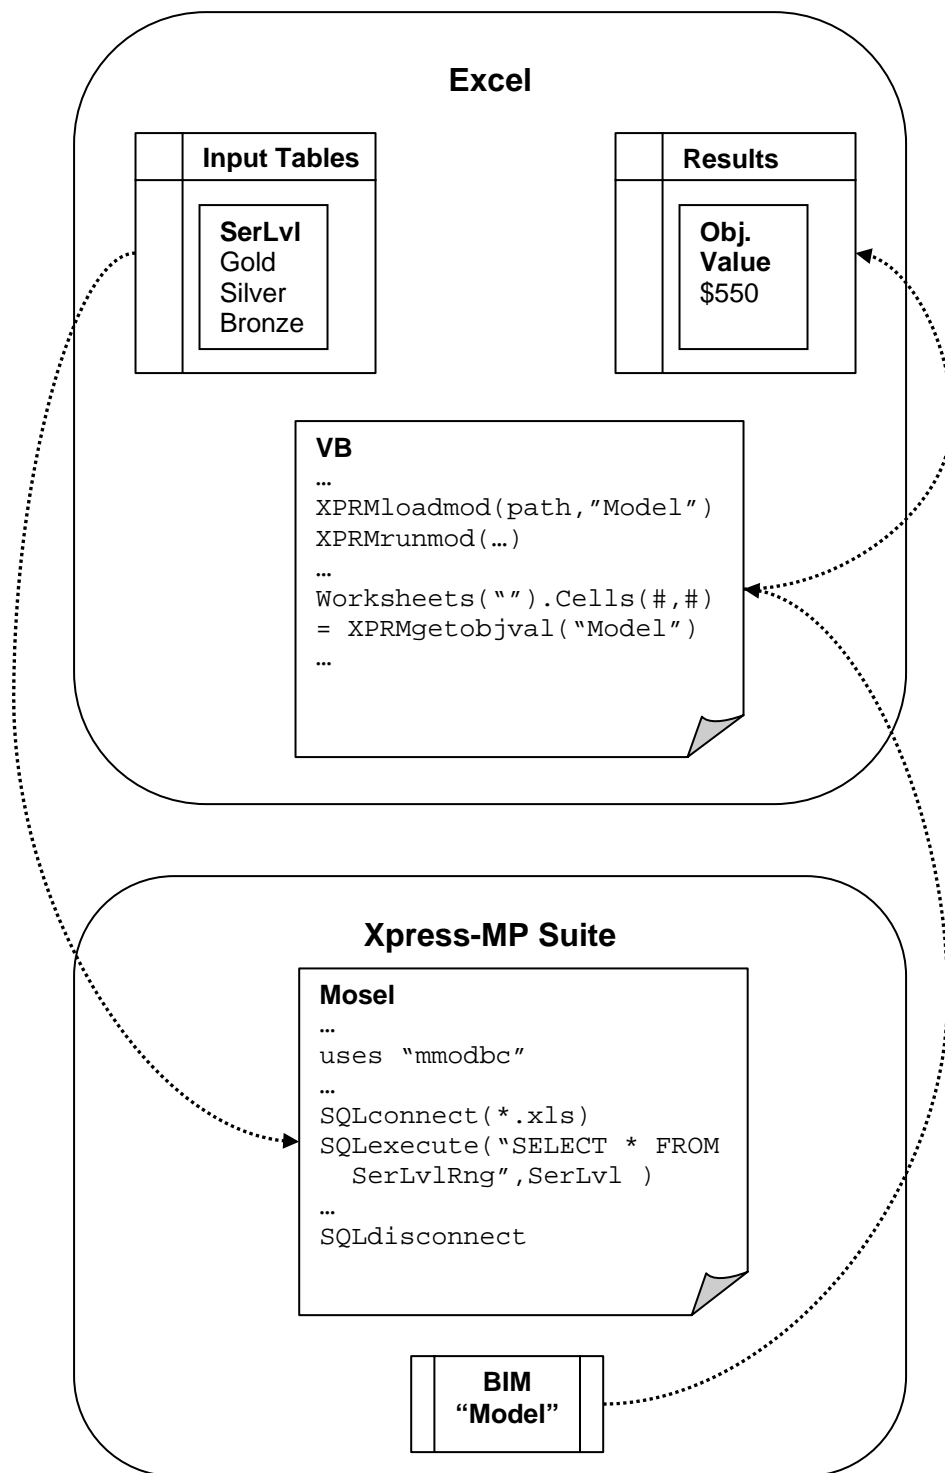 Excel
Input Tables
SerLvl
Gold
Silver
Bronze
Results
Obj.
Value
$550
VB
…
XPRMloadmod(path,”Model”)
XPRMrunmod(…)
…
Worksheets(“”).Cells(#,#)
= XPRMgetobjval(“Model”)
…
Xpress-MP Suite
Mosel
…
uses “mmodbc”
…
SQLconnect(*.xls)
SQLexecute(“SELECT * FROM
SerLvlRng”,SerLvl )
…
SQLdisconnect
BIM
“Model”